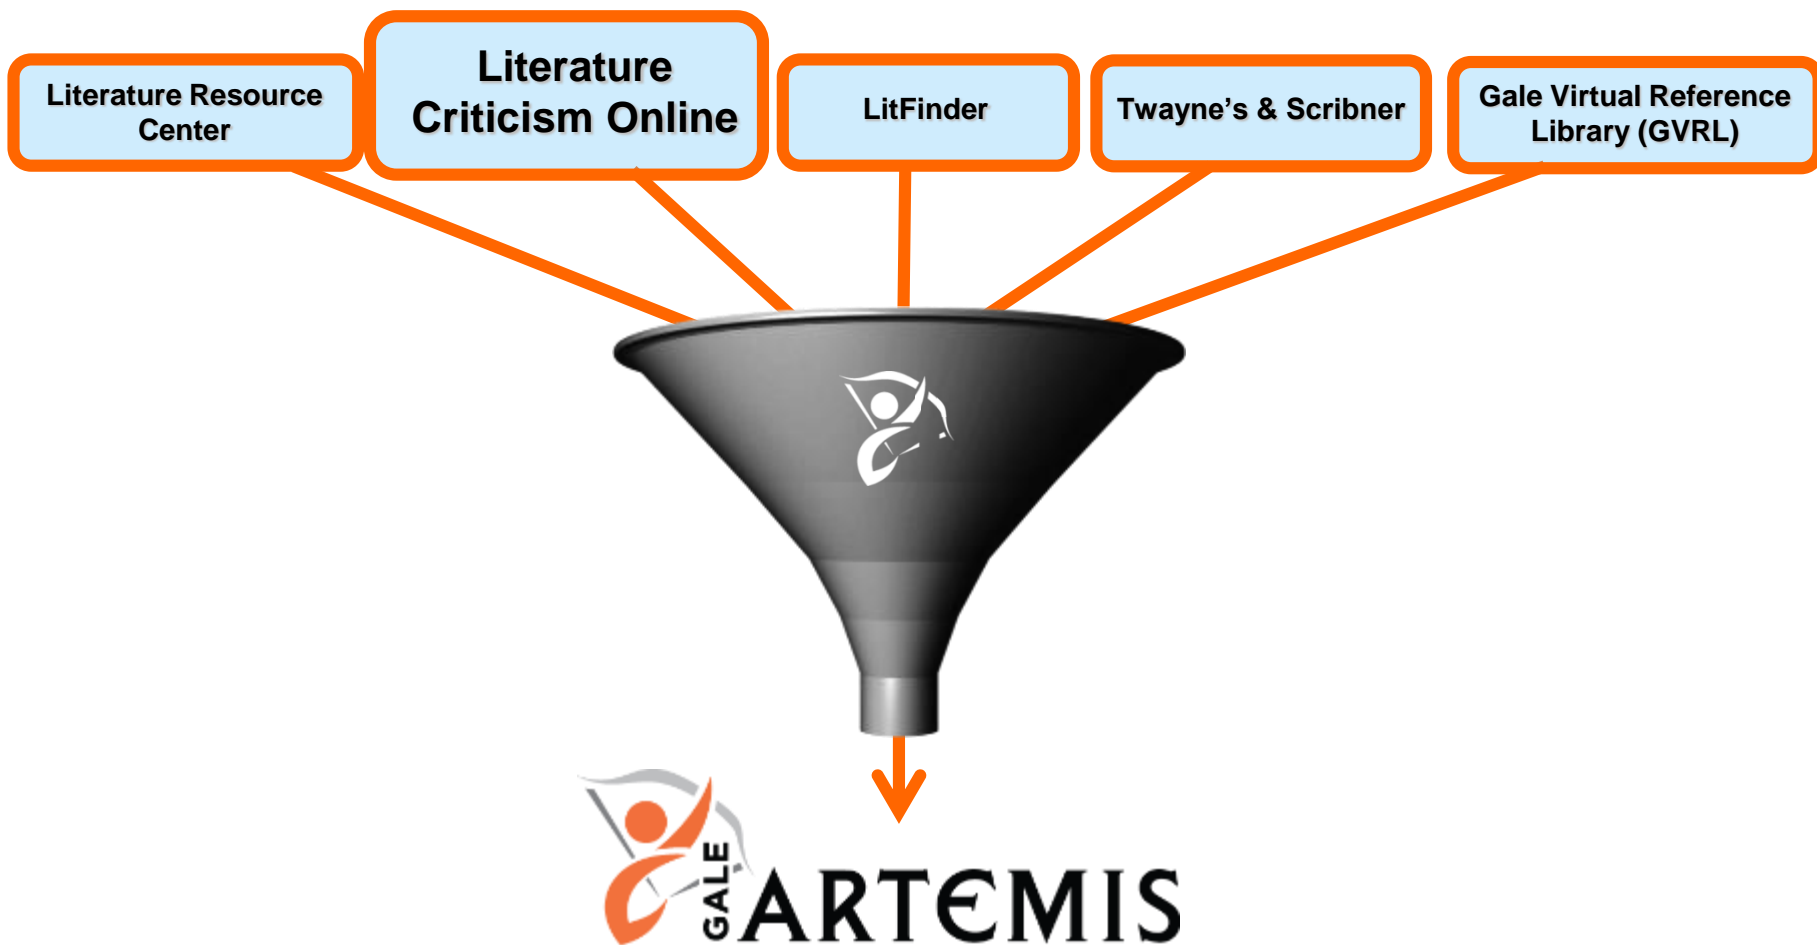 Literature Resource
Center
Literature
Criticism Online
LitFinder
Twayne’s & Scribner
Gale Virtual Reference
Library (GVRL)
GALE
ARTEMIS